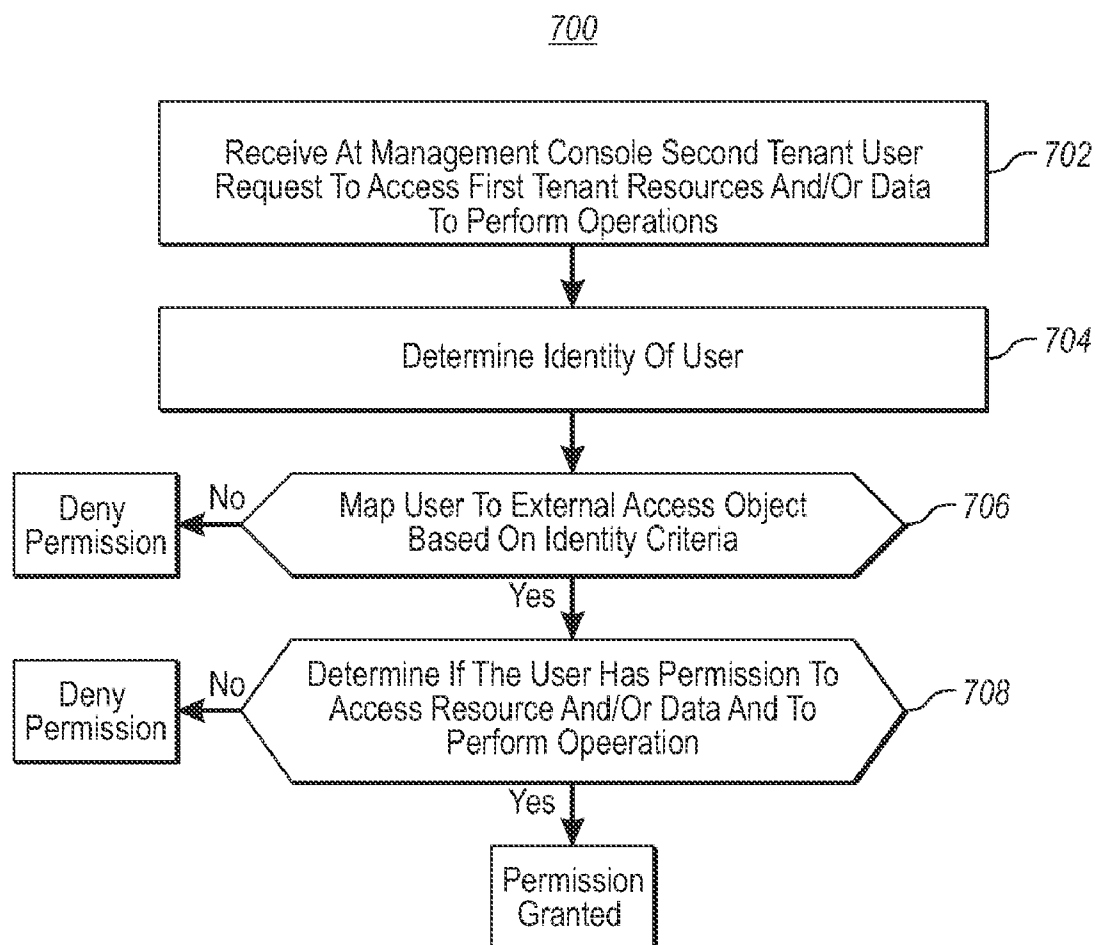 700
Receive At Management Console Second Tenant User
Request To Access First Tenant Resources And/Or Data
To Perform Operations
702
Determine Identity Of User
704
Deny
Permission
No
Map User To External Access Object
Based On Identity Criteria
706
Yes
Deny
Permission
No
Determine If The User Has Permission To
Access Resource And/Or Data And To
Perform Opeeration
708
Yes
Permission
Granted